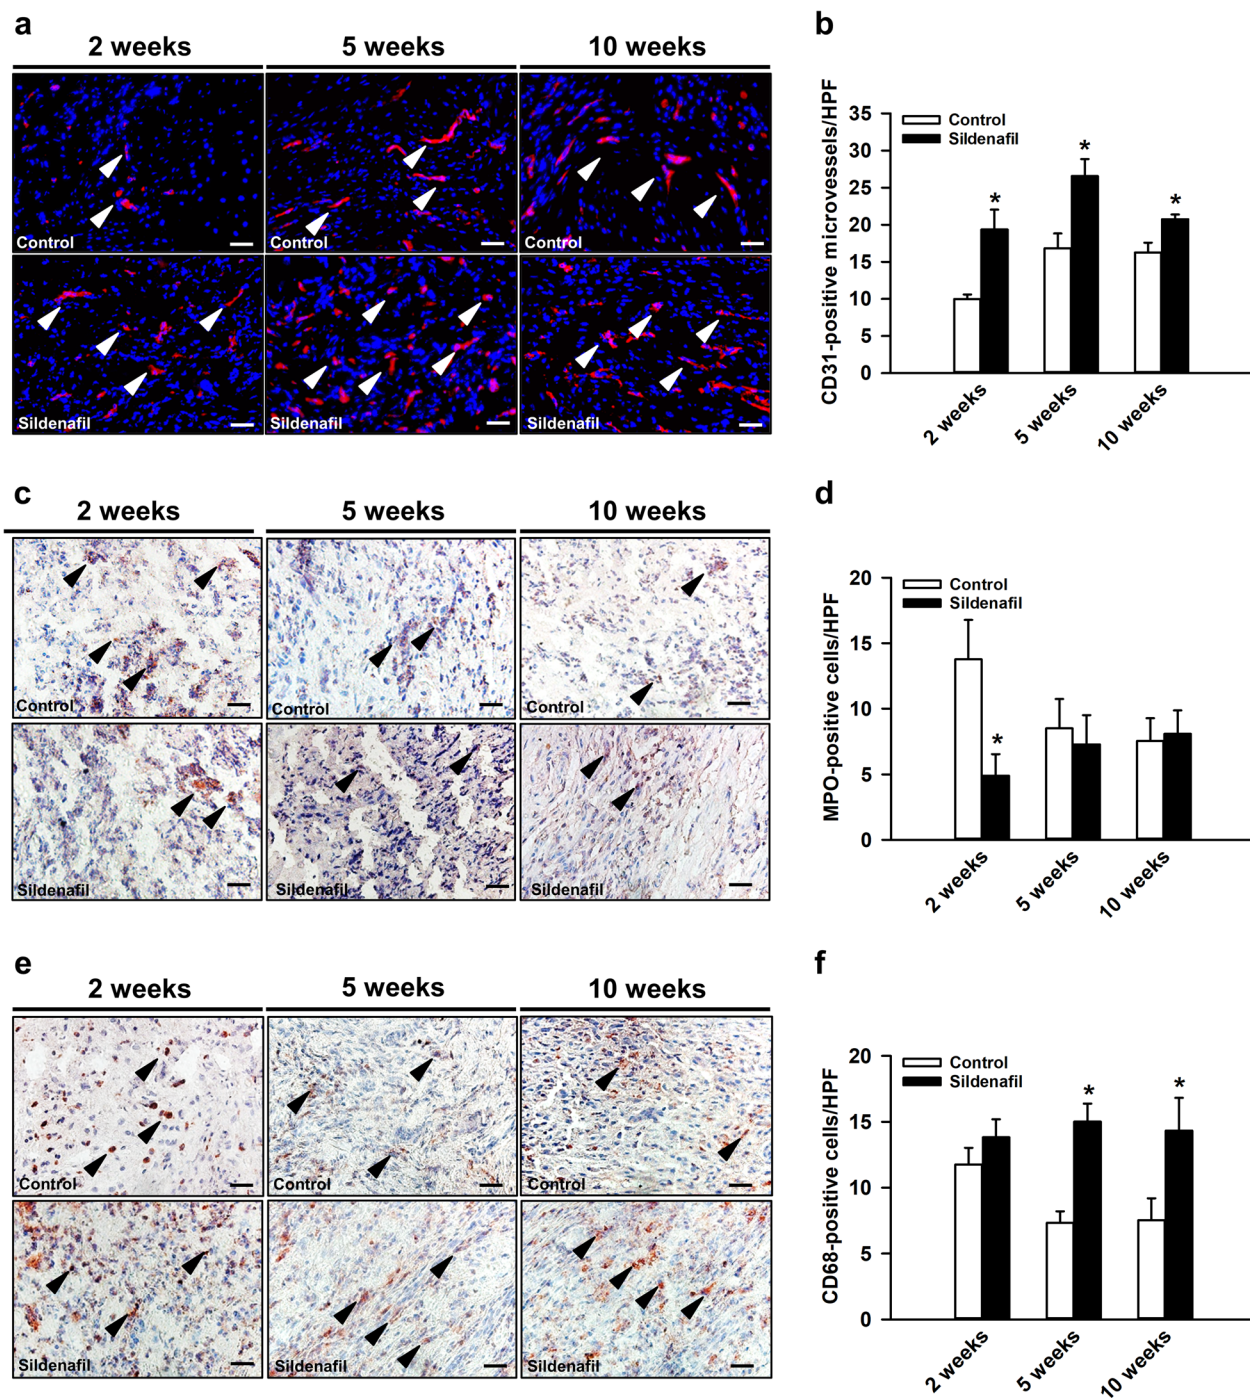 a
2 weeks 5 weeks 10 weeks
Control Control Control
Sildenafil Sildenafil Sildenafil
b
CD31-positive microvessels/HPF
35
30
25
20
15
10
5
0
Control
Sildenafil
* * *
2 weeks 5 weeks 10 weeks
c
2 weeks 5 weeks 10 weeks
Control Control Control
Sildenafil Sildenafil Sildenafil
d
MPO-positive cells/HPF
20
15
10
5
0
Control
Sildenafil
*
2 weeks 5 weeks 10 weeks
e
2 weeks 5 weeks 10 weeks
Control Control Control
Sildenafil Sildenafil Sildenafil
f
CD68-positive cells/HPF
20
15
10
5
0
Control
Sildenafil
* *
2 weeks 5 weeks 10 weeks